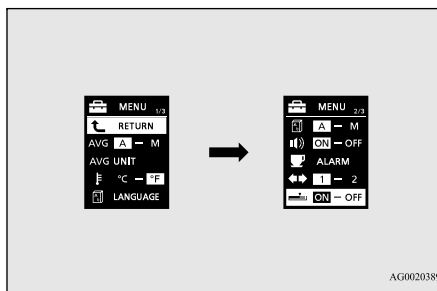 MENU 1/3
RETURN
AVG A – M
AVG UNIT
°C – °F
LANGUAGE
MENU 2/3
A – M
ON – OFF
ALARM
1 – 2
ON – OFF
AG0020389